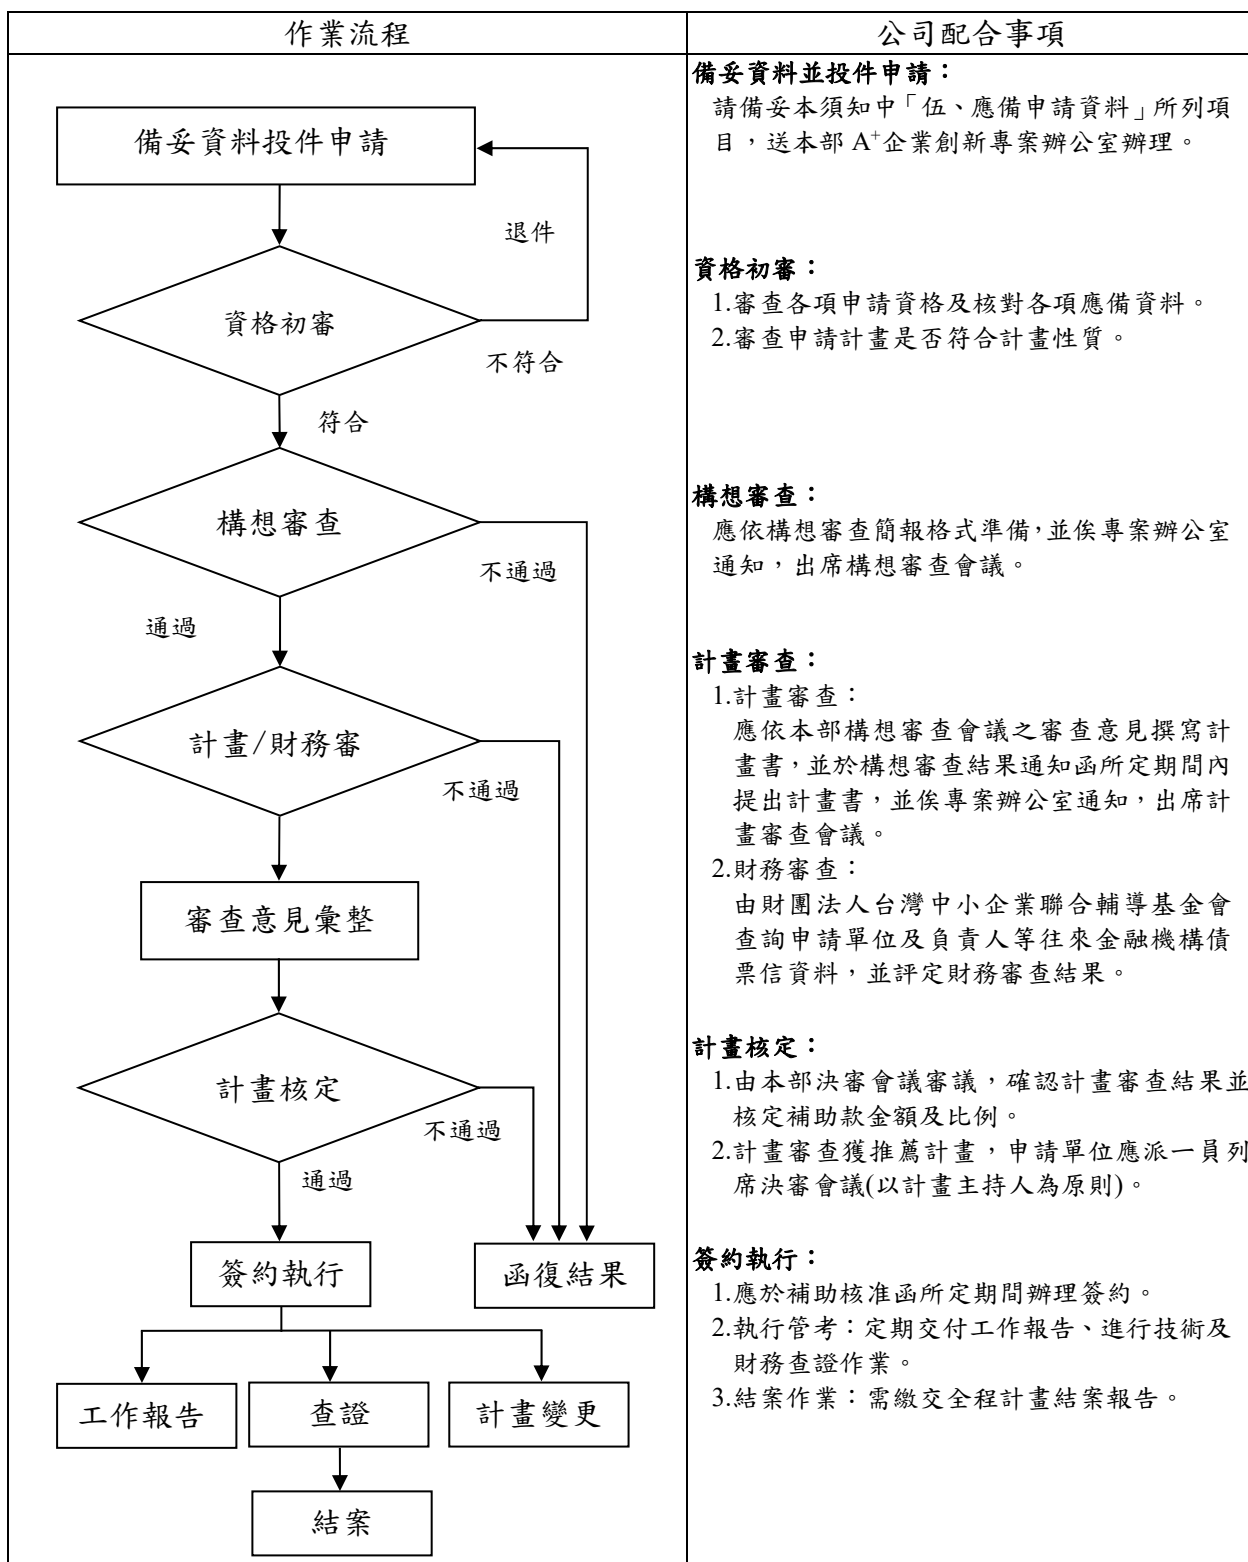 作業流程
公司配合事項
備妥資料投件申請
退件
資格初審
不符合
符合
構想審查
不通過
通過
計畫/財務審
不通過
審查意見彙整
計畫核定
不通過
通過
簽約執行
函復結果
工作報告
查證
計畫變更
結案
備妥資料並投件申請：
請備妥本須知中「伍、應備申請資料」所列項
目，送本部 A+企業創新專案辦公室辦理。
資格初審：
1.審查各項申請資格及核對各項應備資料。
2.審查申請計畫是否符合計畫性質。
構想審查：
應依構想審查簡報格式準備，並俟專案辦公室
通知，出席構想審查會議。
計畫審查：
1.計畫審查：
應依本部構想審查會議之審查意見撰寫計
畫書，並於構想審查結果通知函所定期間內
提出計畫書，並俟專案辦公室通知，出席計
畫審查會議。
2.財務審查：
由財團法人台灣中小企業聯合輔導基金會
查詢申請單位及負責人等往來金融機構債
票信資料，並評定財務審查結果。
計畫核定：
1.由本部決審會議審議，確認計畫審查結果並
核定補助款金額及比例。
2.計畫審查獲推薦計畫，申請單位應派一員列
席決審會議(以計畫主持人為原則)。
簽約執行：
1.應於補助核准函所定期間辦理簽約。
2.執行管考：定期交付工作報告、進行技術及
財務查證作業。
3.結案作業：需繳交全程計畫結案報告。